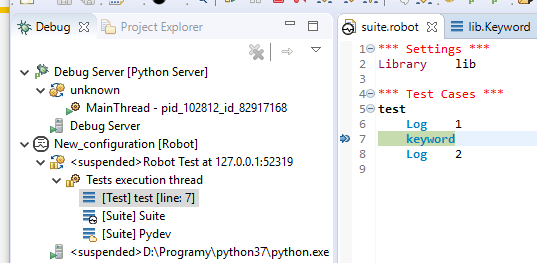 Debug
Project Explorer
Debug Server [Python Server]
unknown
MainThread - pid_102812_id_82917168
Debug Server
New_configuration [Robot]
<suspended>Robot Test at 127.0.0.1:52319
Tests execution thread
[Test] test [line: 7]
[Suite] Suite
[Suite] Pydev
<suspended>D:\Programy\python37\python.exe
suite.robot
lib.Keyword
1 *** Settings ***
2 Library lib
3
4 *** Test Cases ***
5 test
6 Log 1
7 keyword
8 Log 2
9